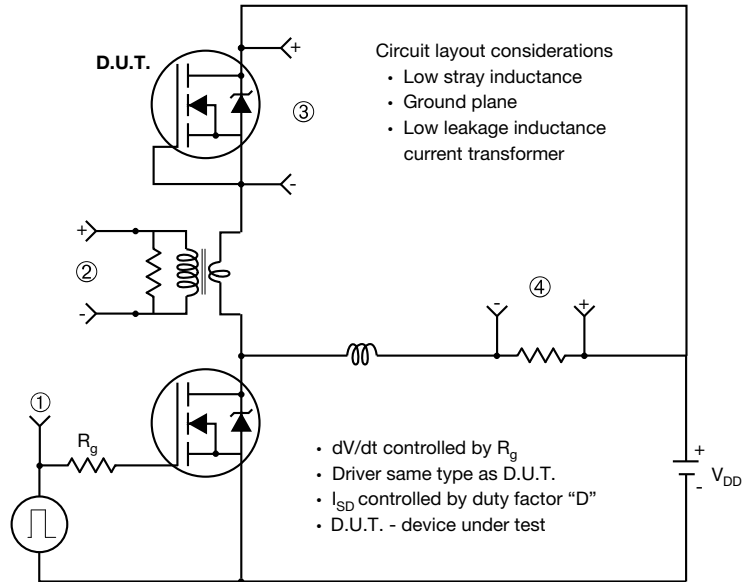 D.U.T.
+
Circuit layout considerations
• Low stray inductance
• Ground plane
• Low leakage inductance
current transformer
③
-
+
②
-
④
-
+
①
R_g
• dV/dt controlled by R_g
• Driver same type as D.U.T.
• I_SD controlled by duty factor “D”
• D.U.T. - device under test
+
V_DD
-